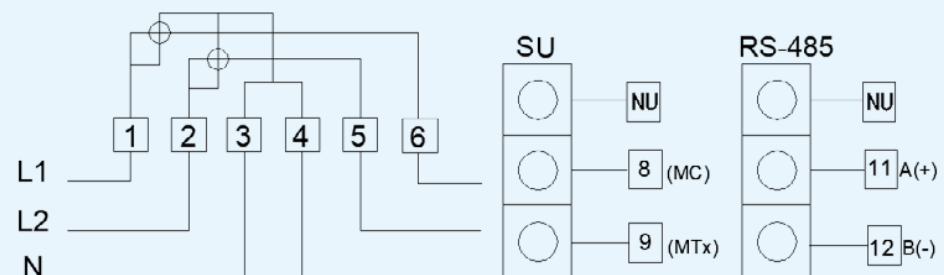 SU RS-485
NU NU
1 2 3 4 5 6
L1 8 (MC) 11 A(+)
L2
9 (MTx) 12 B(-)
N